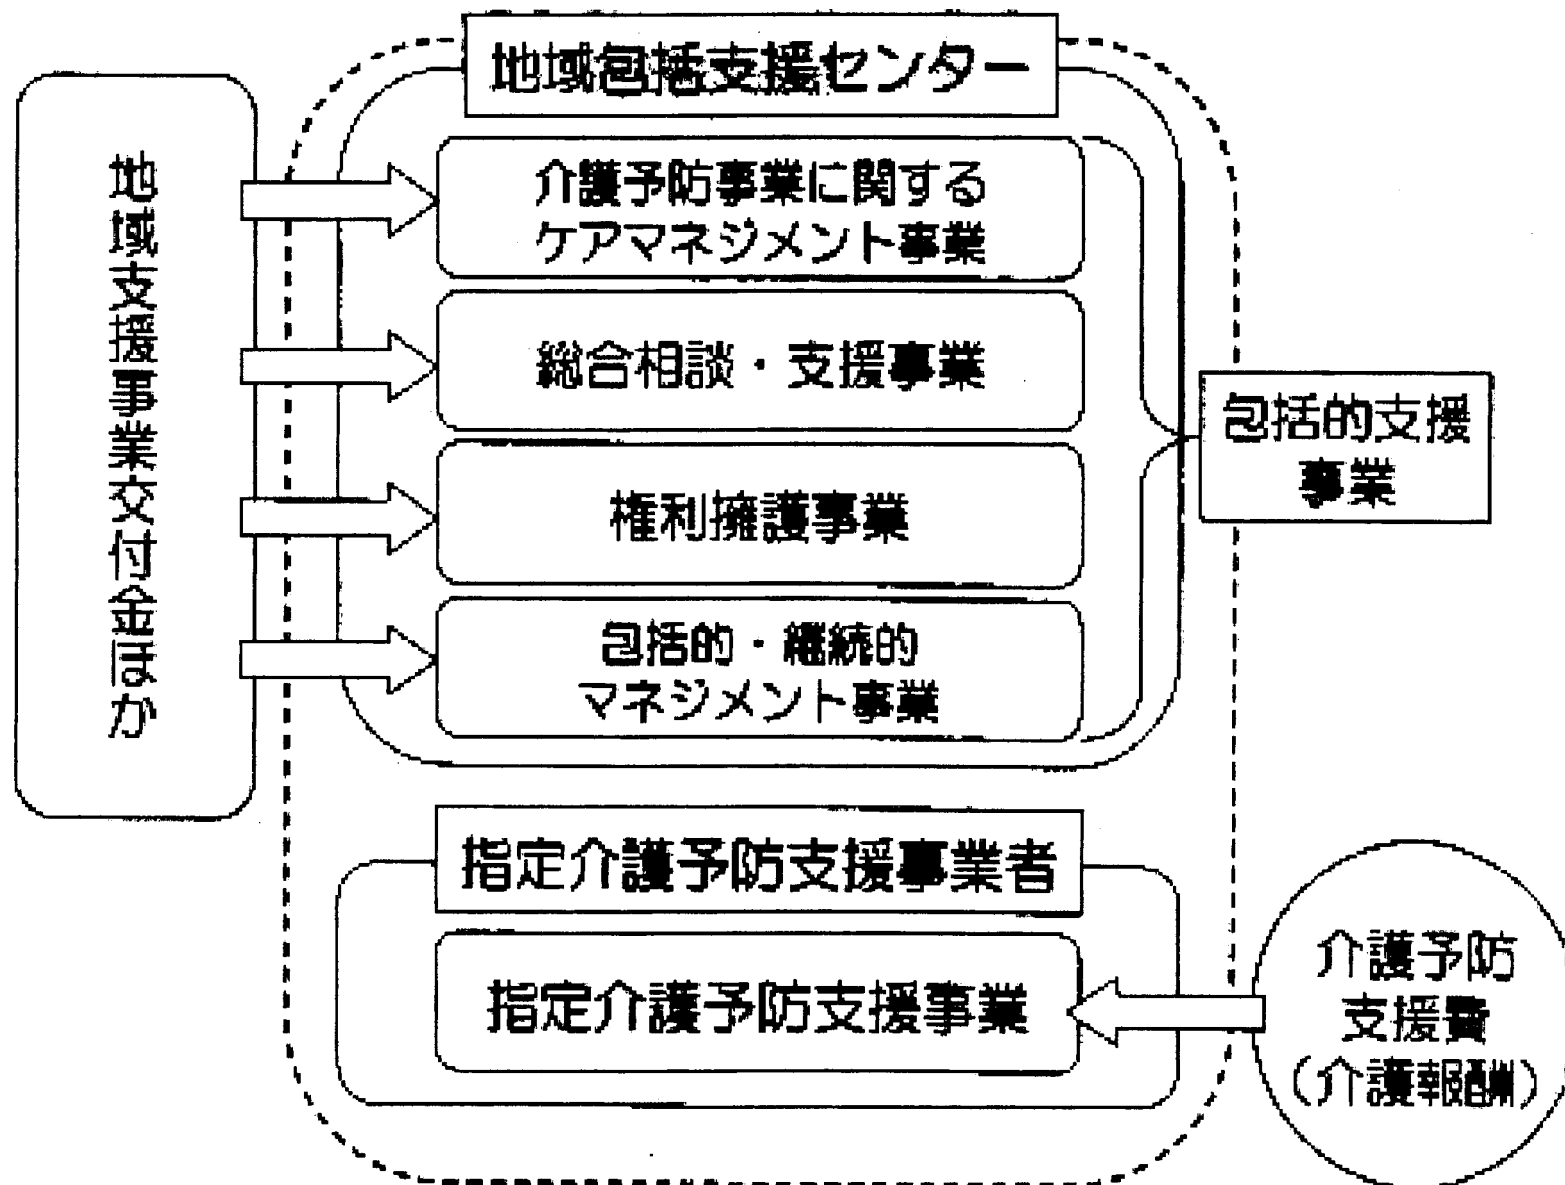 地域包括支援センター
地域支援事業交付金ほか
介護予防事業に関する
ケアマネジメント事業
総合相談・支援事業
権利擁護事業
包括的・継続的
マネジメント事業
包括的支援
事業
指定介護予防支援事業者
指定介護予防支援事業
介護予防
支援費
（介護報酬）